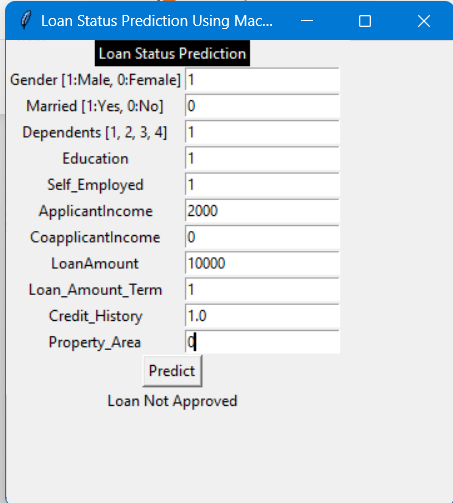 Loan Status Prediction Using Mac...
Loan Status Prediction
Gender [1:Male, 0:Female] 1
Married [1:Yes, 0:No] 0
Dependents [1, 2, 3, 4] 1
Education 1
Self_Employed 1
ApplicantIncome 2000
CoapplicantIncome 0
LoanAmount 10000
Loan_Amount_Term 1
Credit_History 1.0
Property_Area 0
Predict
Loan Not Approved